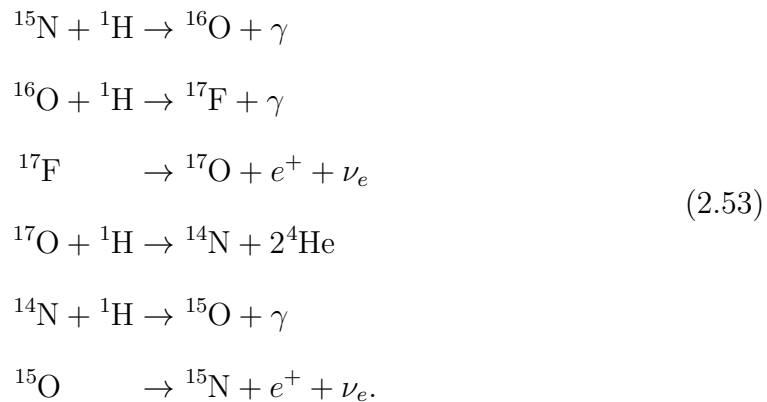 ¹⁵N + ¹H → ¹⁶O + γ
¹⁶O + ¹H → ¹⁷F + γ
¹⁷F → ¹⁷O + e⁺ + νₑ
(2.53)
¹⁷O + ¹H → ¹⁴N + 2⁴He
¹⁴N + ¹H → ¹⁵O + γ
¹⁵O → ¹⁵N + e⁺ + νₑ.